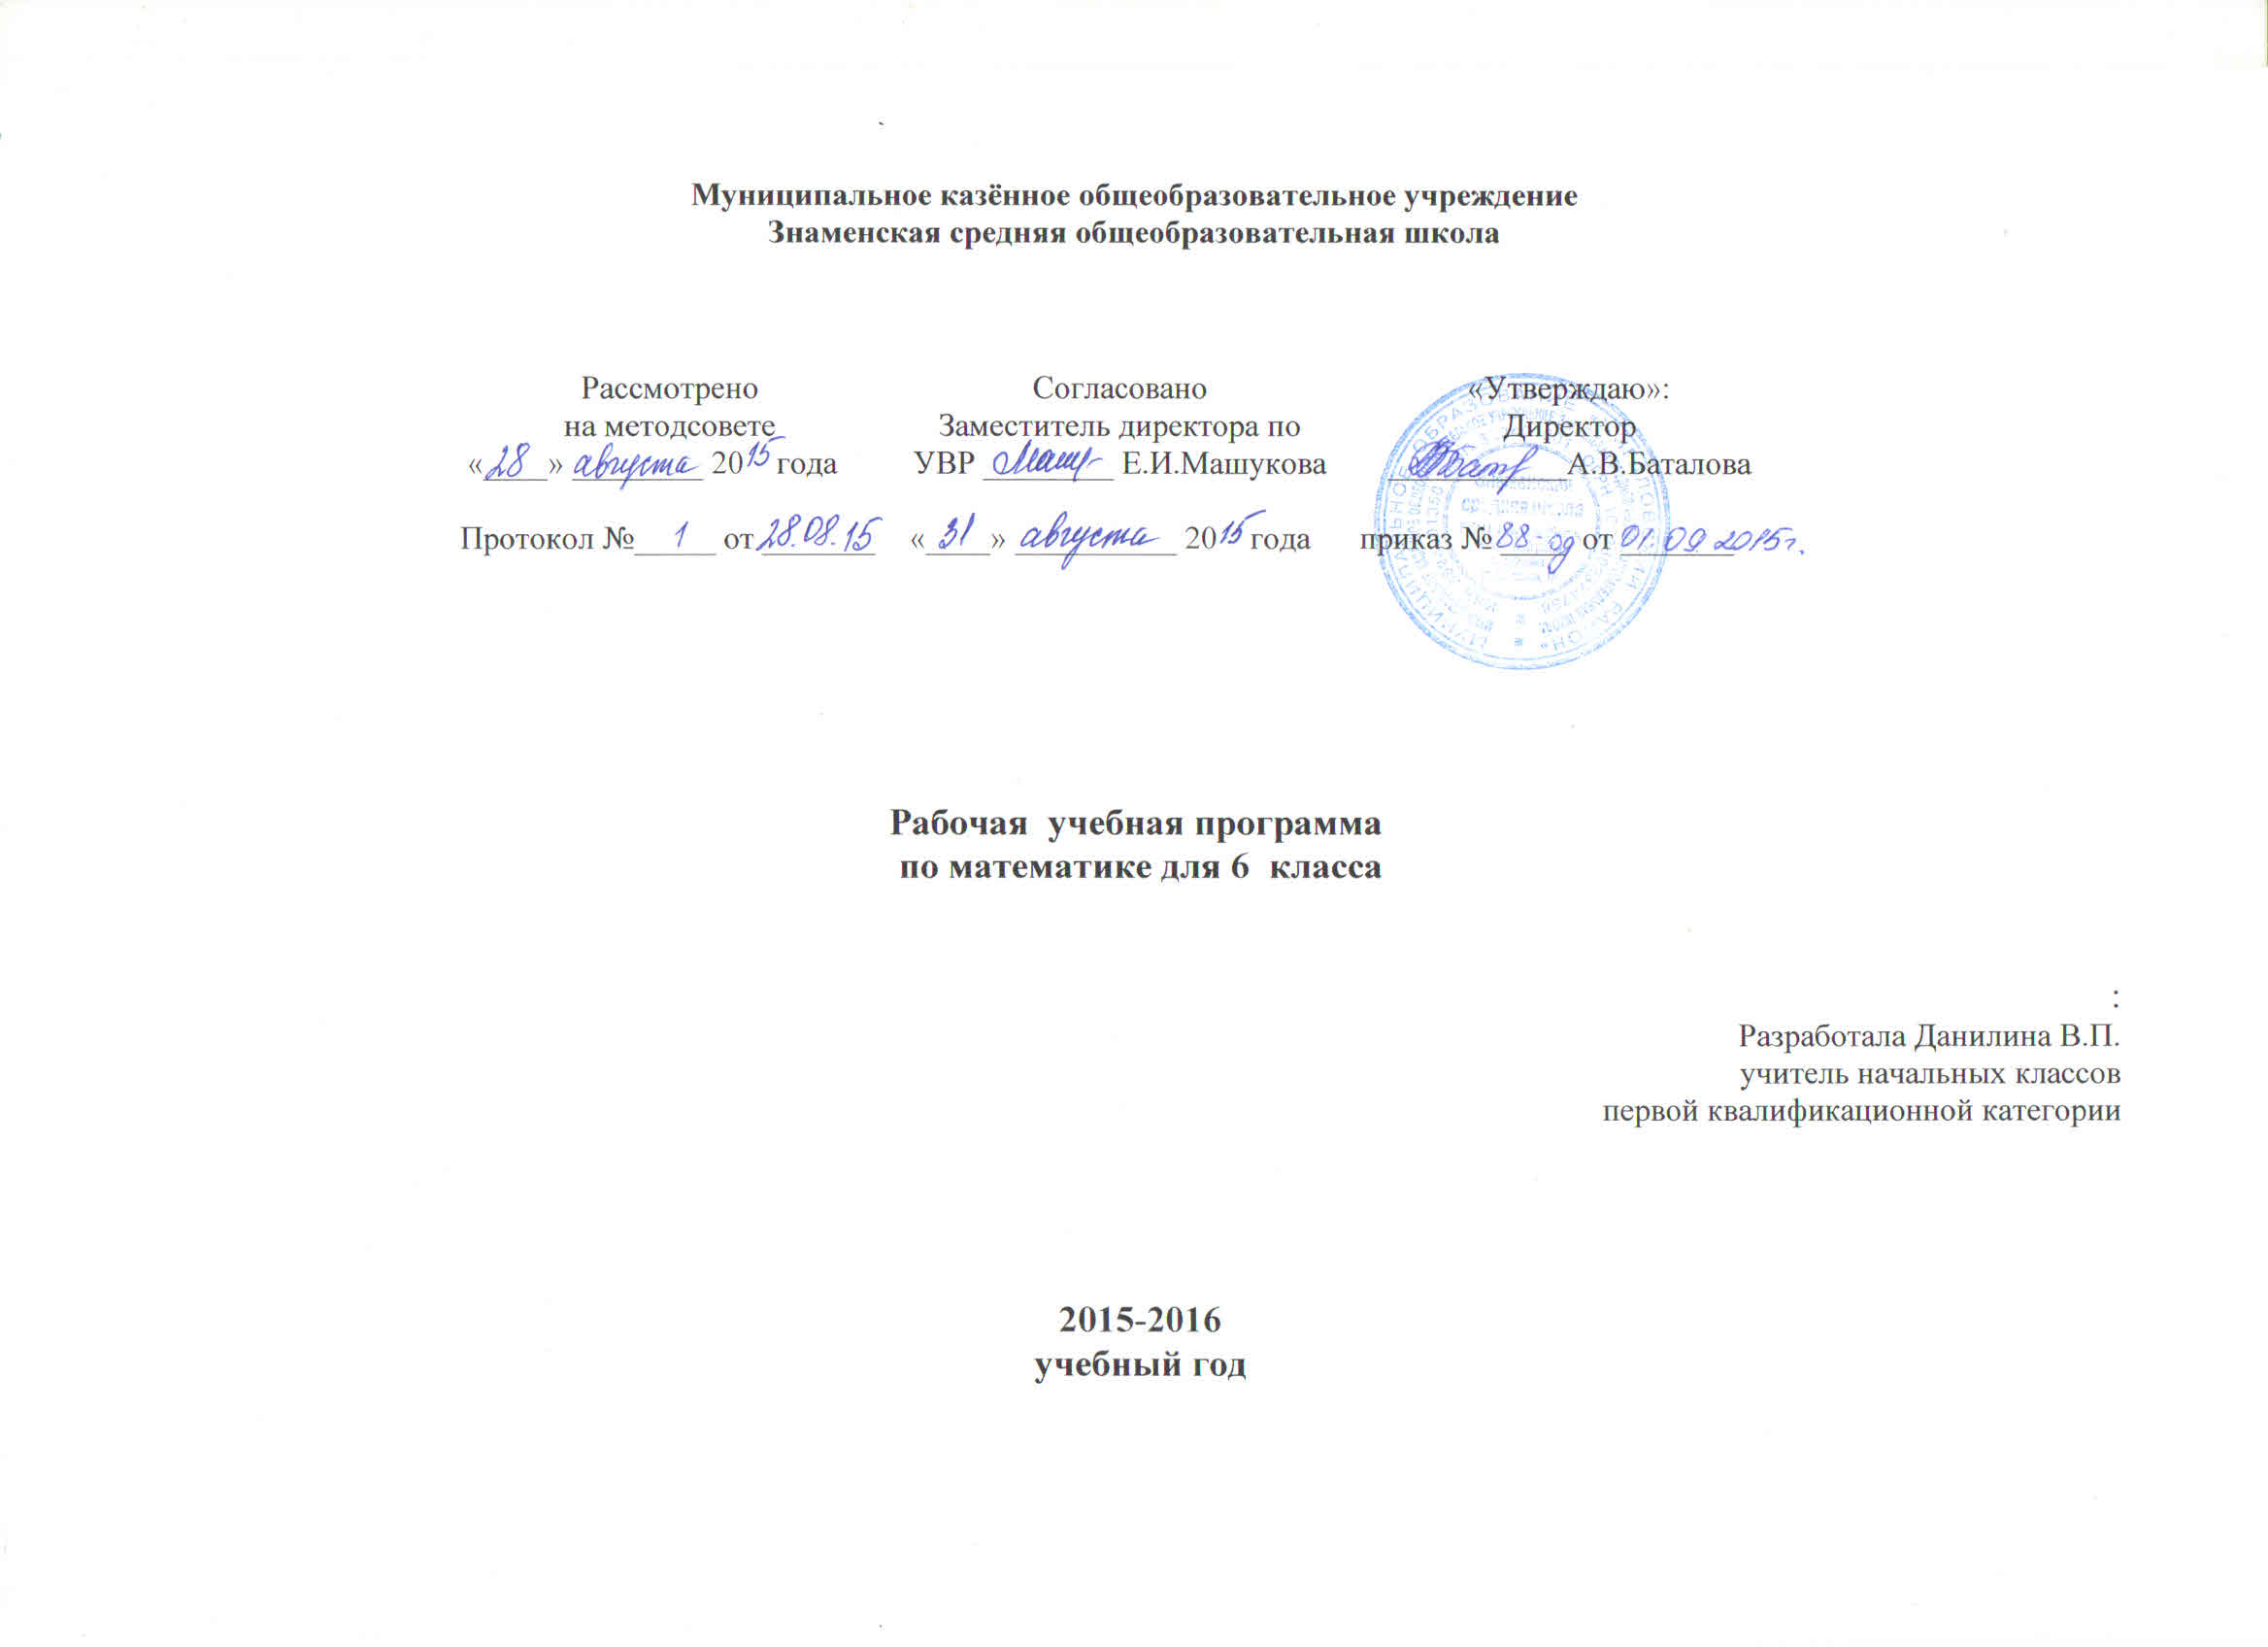 Муниципальное казённое общеобразовательное учреждение
Знаменская средняя общеобразовательная школа
Рассмотрено
на методсовете
«28» августа 2015 года
Протокол № 1 от 28.08.15
Согласовано
Заместитель директора по
УВР Е.И.Машукова
«31» августа 2015 года
«Утверждаю»:
Директор
А.В.Баталова
приказ № 88-од от 01.09.2015г.
Рабочая учебная программа
по математике для 6 класса
:
Разработала Данилина В.П.
учитель начальных классов
первой квалификационной категории
2015-2016
учебный год